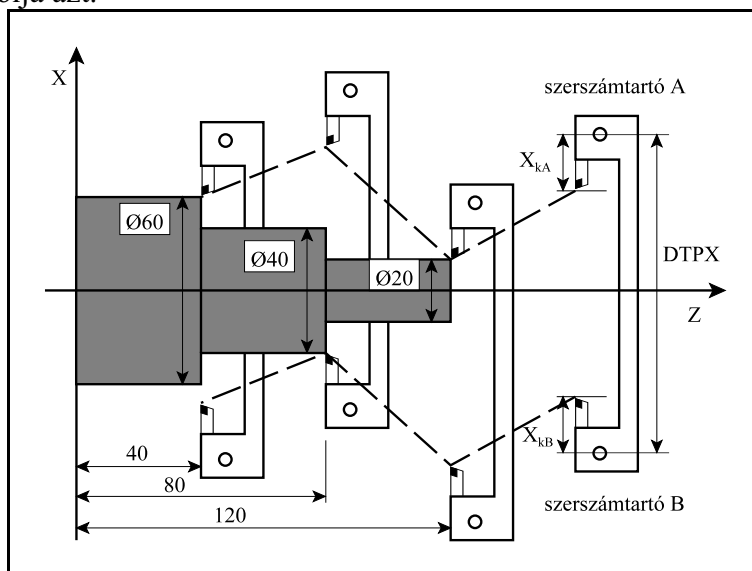 X
szerszámtartó A
XkA
Ø60
Ø40
Ø20
DTPX
Z
XkB
40
80
120
szerszámtartó B